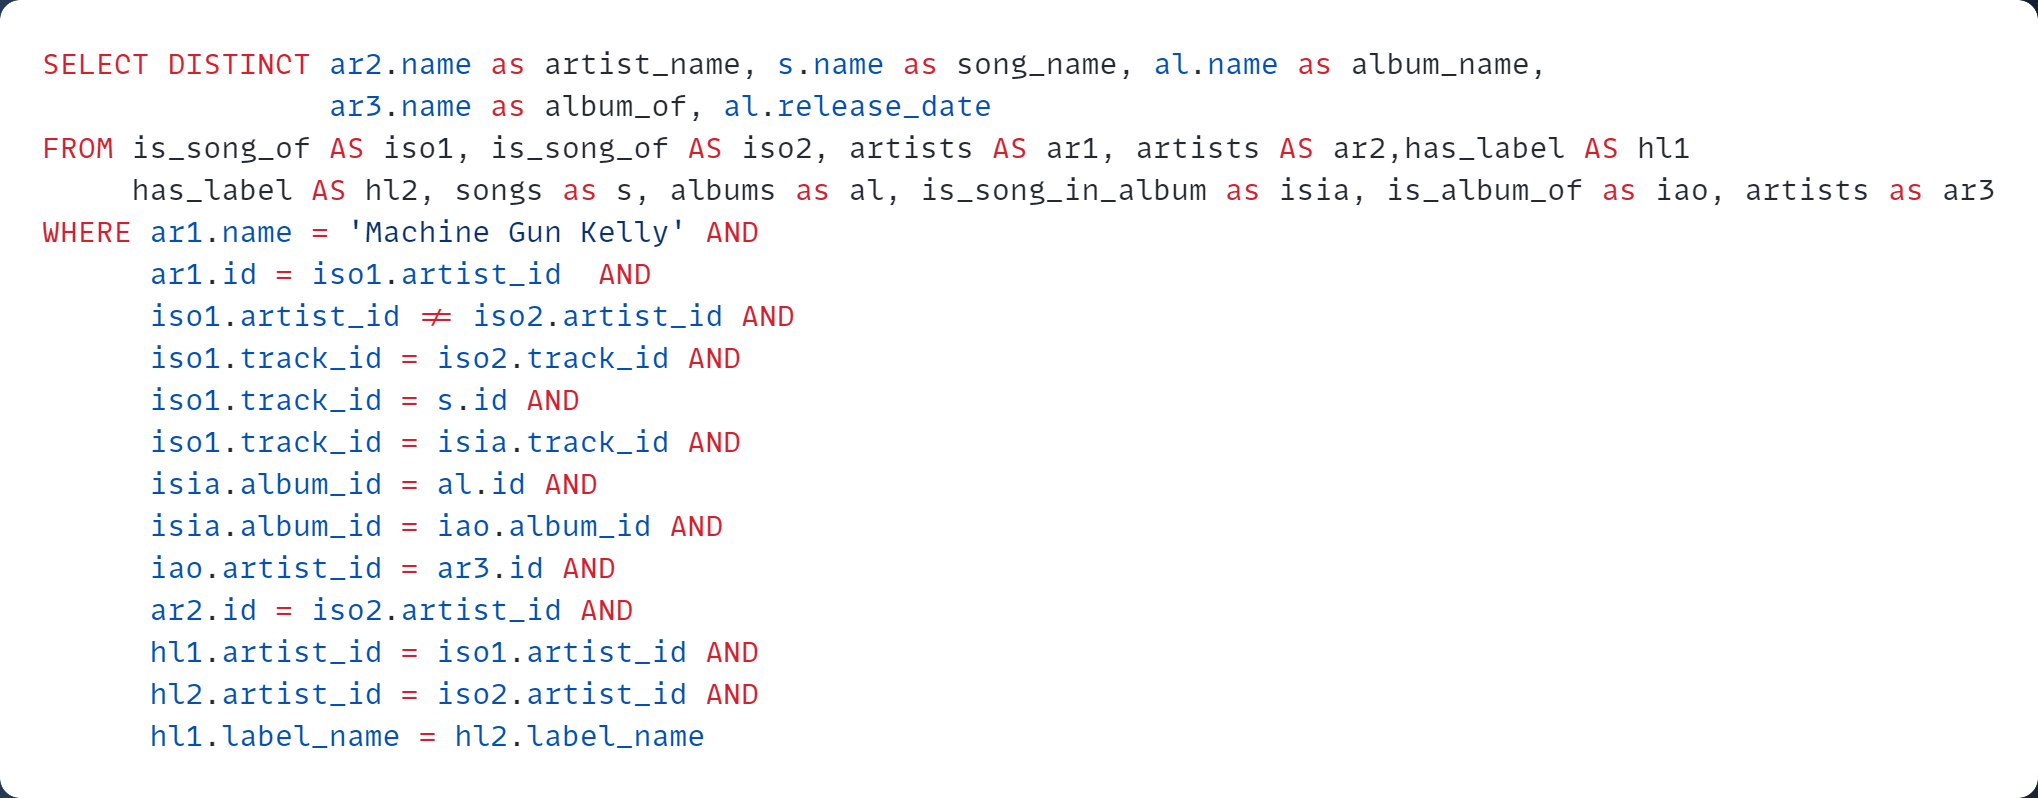 SELECT DISTINCT ar2.name as artist_name, s.name as song_name, al.name as album_name,
                ar3.name as album_of, al.release_date
FROM is_song_of AS iso1, is_song_of AS iso2, artists AS ar1, artists AS ar2,has_label AS hl1
     has_label AS hl2, songs as s, albums as al, is_song_in_album as isia, is_album_of as iao, artists as ar3
WHERE ar1.name = 'Machine Gun Kelly' AND
      ar1.id = iso1.artist_id  AND
      iso1.artist_id ≠ iso2.artist_id AND
      iso1.track_id = iso2.track_id AND
      iso1.track_id = s.id AND
      iso1.track_id = isia.track_id AND
      isia.album_id = al.id AND
      isia.album_id = iao.album_id AND
      iao.artist_id = ar3.id AND
      ar2.id = iso2.artist_id AND
      hl1.artist_id = iso1.artist_id AND
      hl2.artist_id = iso2.artist_id AND
      hl1.label_name = hl2.label_name